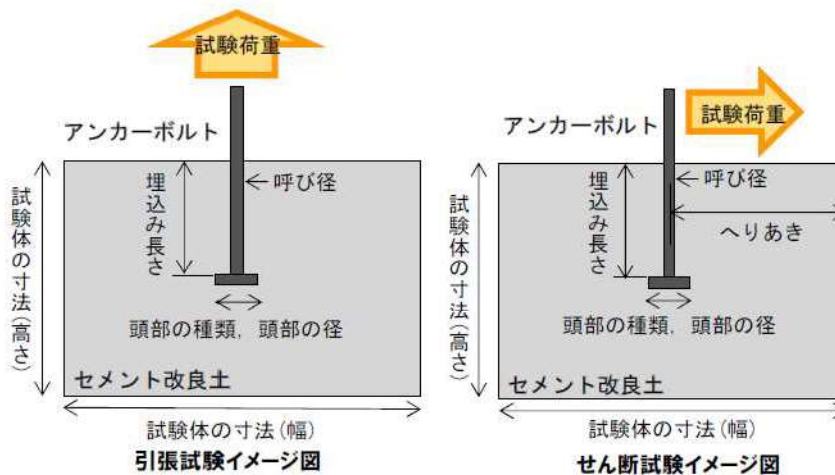 試験荷重
アンカーボルト
埋込み長さ
呼び径
試験体の寸法(高さ)
頭部の種類，頭部の径
セメント改良土
試験体の寸法(幅)
引張試験イメージ図
試験荷重
アンカーボルト
埋込み長さ
呼び径
へりあき
試験体の寸法(高さ)
頭部の種類，頭部の径
セメント改良土
試験体の寸法(幅)
せん断試験イメージ図